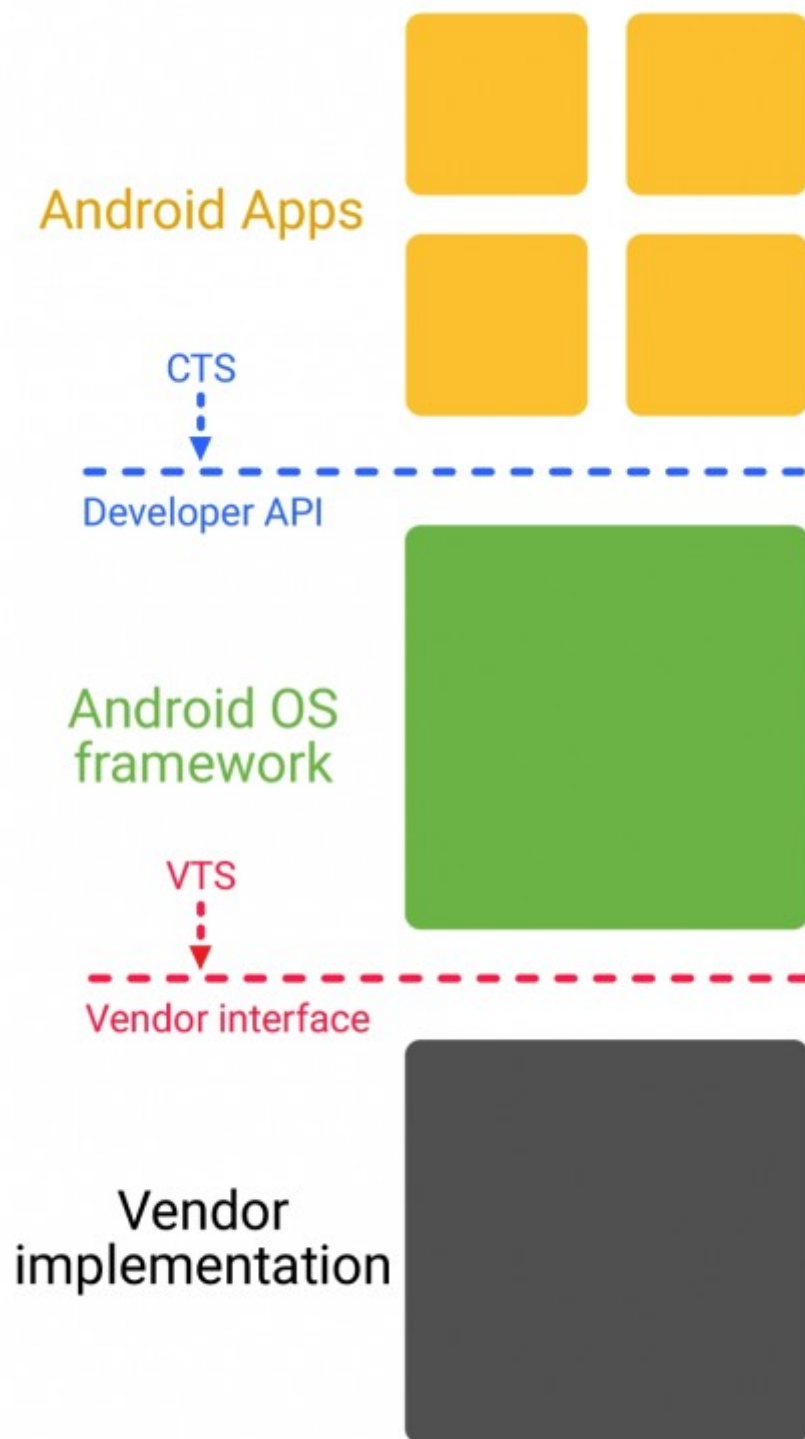 Android Apps
CTS
Developer API
Android OS
framework
VTS
Vendor interface
Vendor
implementation